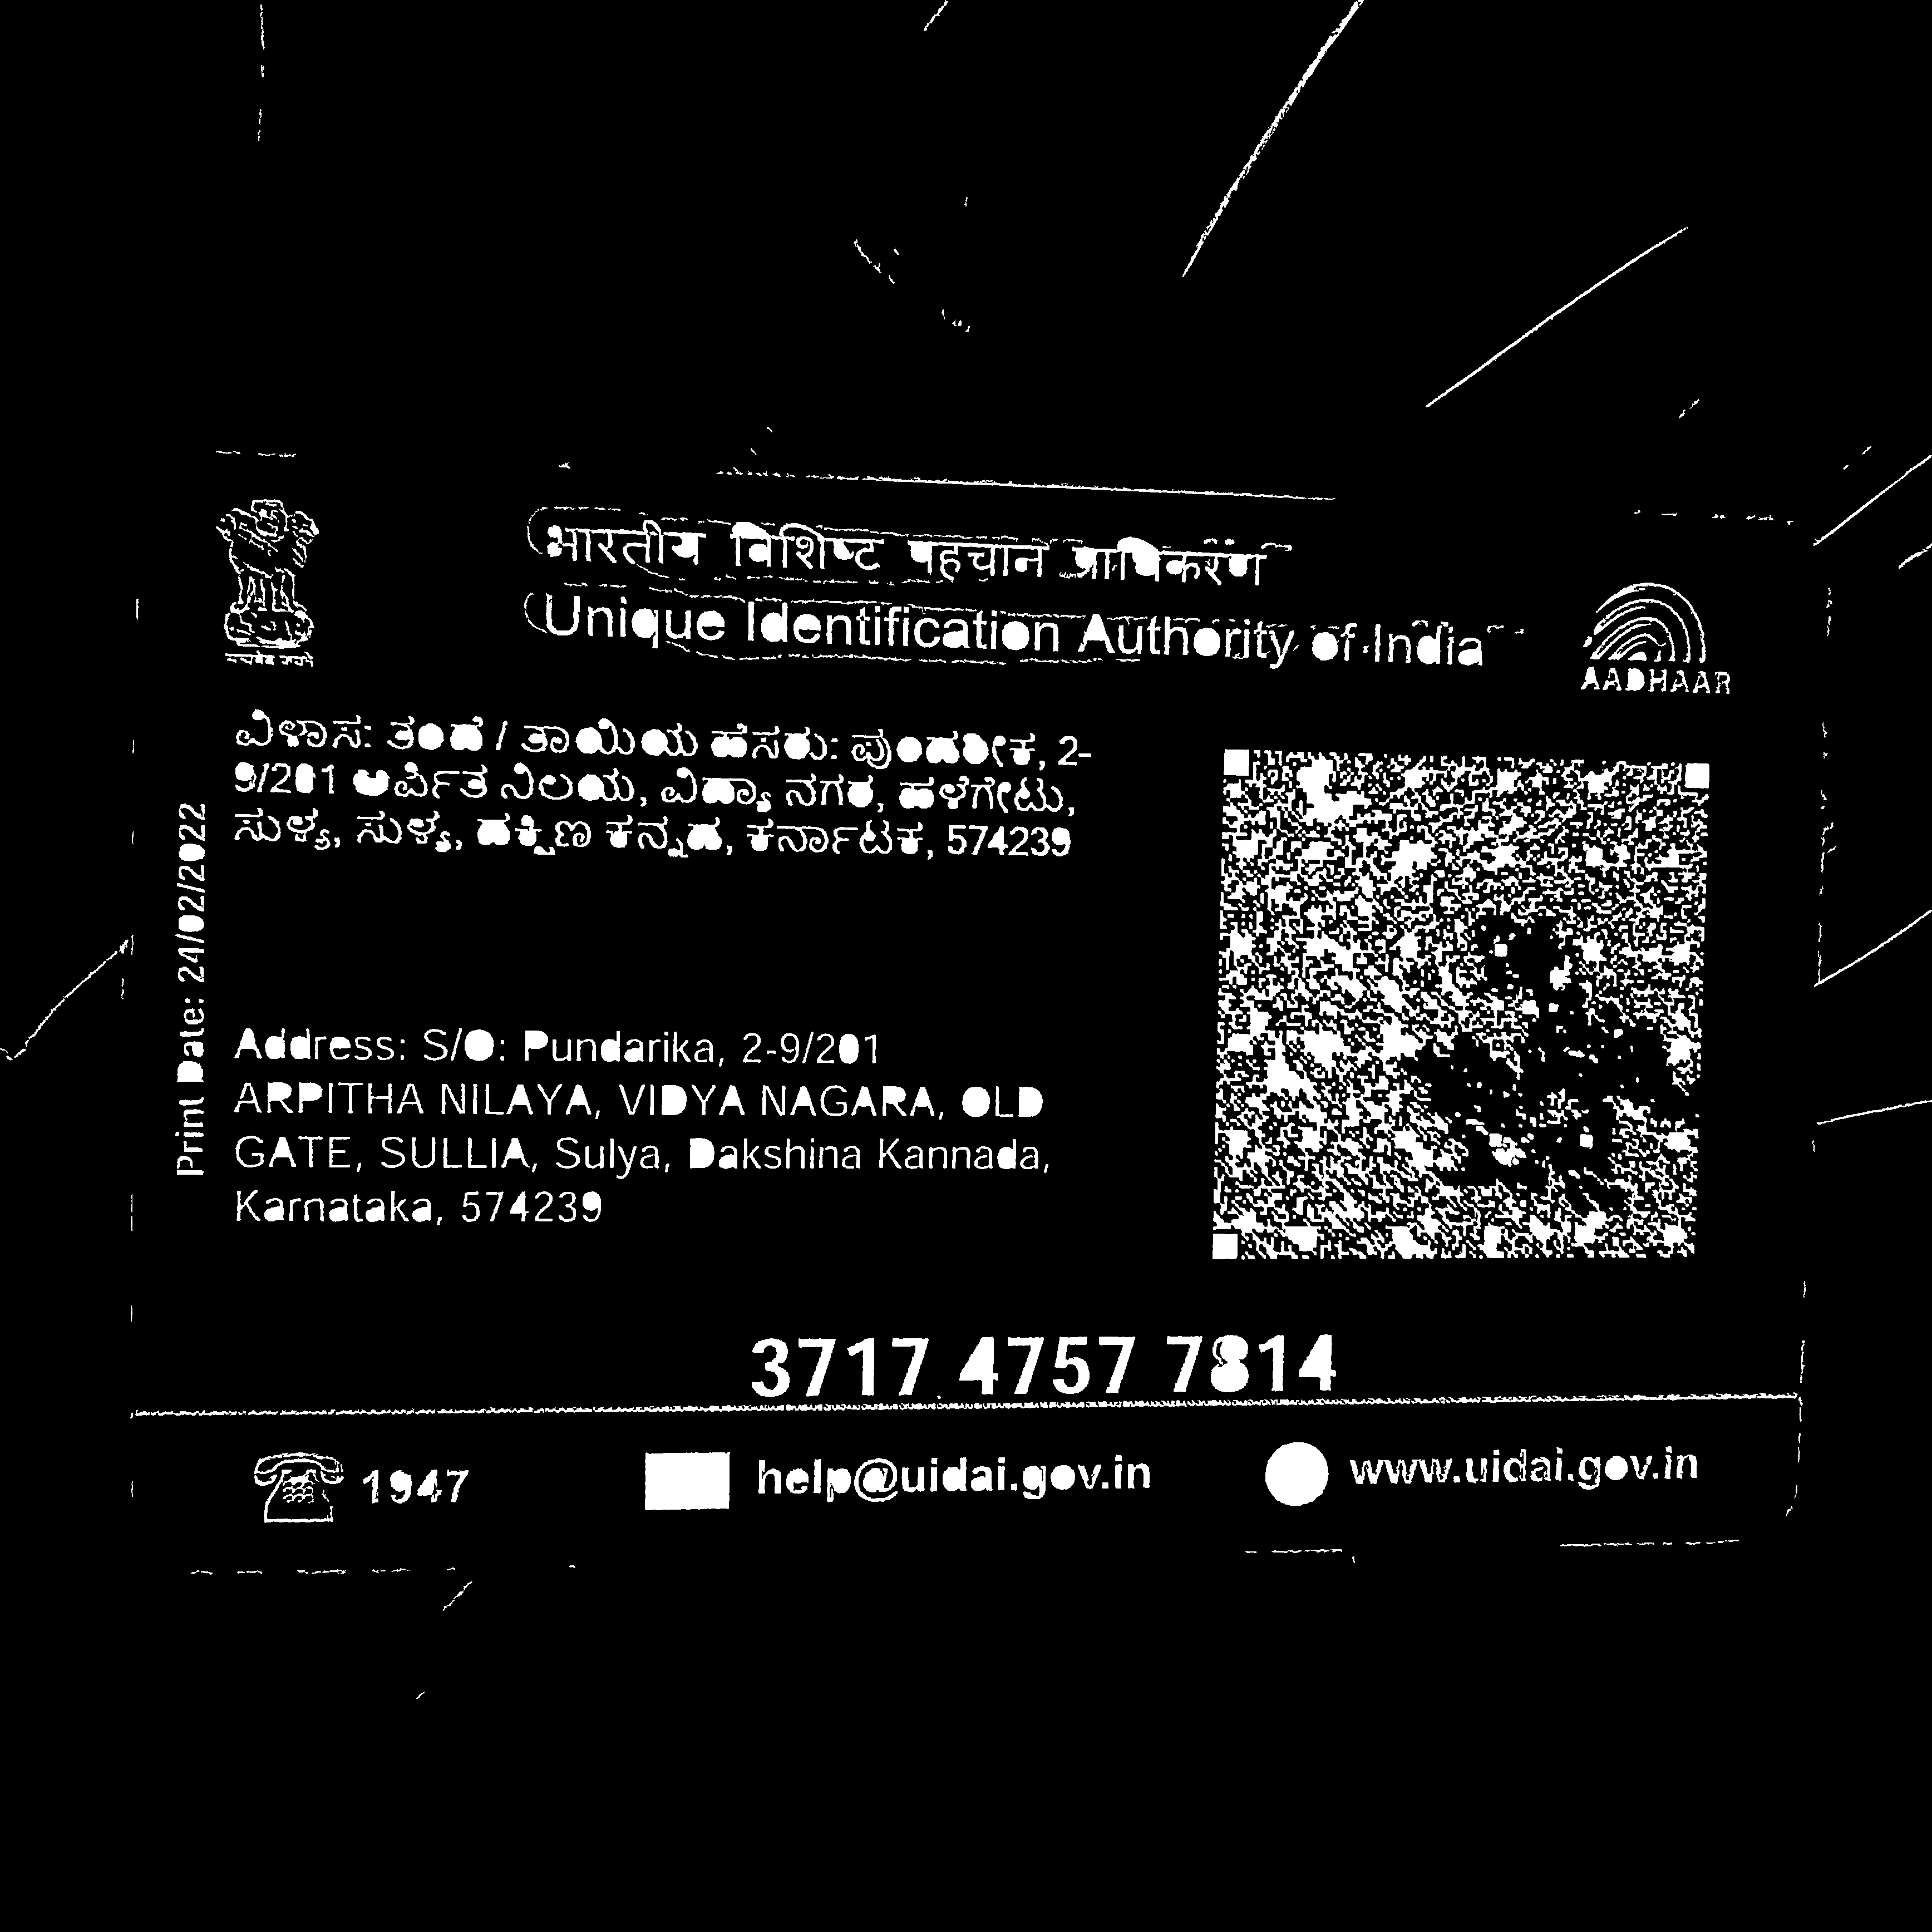 भारतीय विशिष्ट पहचान प्राधिकरण
Unique Identification Authority of India
सत्यमेव जयते
AADHAAR
ವಿಳಾಸ: ತಂದೆ / ತಾಯಿಯ ಹೆಸರು: ಪುಂಡರೀಕ, 2-
9/201 ಅರ್ಪಿತ ನಿಲಯ, ವಿದ್ಯಾ ನಗರ, ಹಳೆಗೇಟು,
ಸುಳ್ಯ, ಸುಳ್ಯ, ದಕ್ಷಿಣ ಕನ್ನಡ, ಕರ್ನಾಟಕ, 574239
Print Date: 24/02/2022
Address: S/O: Pundarika, 2-9/201
ARPITHA NILAYA, VIDYA NAGARA, OLD
GATE, SULLIA, Sulya, Dakshina Kannada,
Karnataka, 574239
3717 4757 7814
1947
help@uidai.gov.in
www.uidai.gov.in